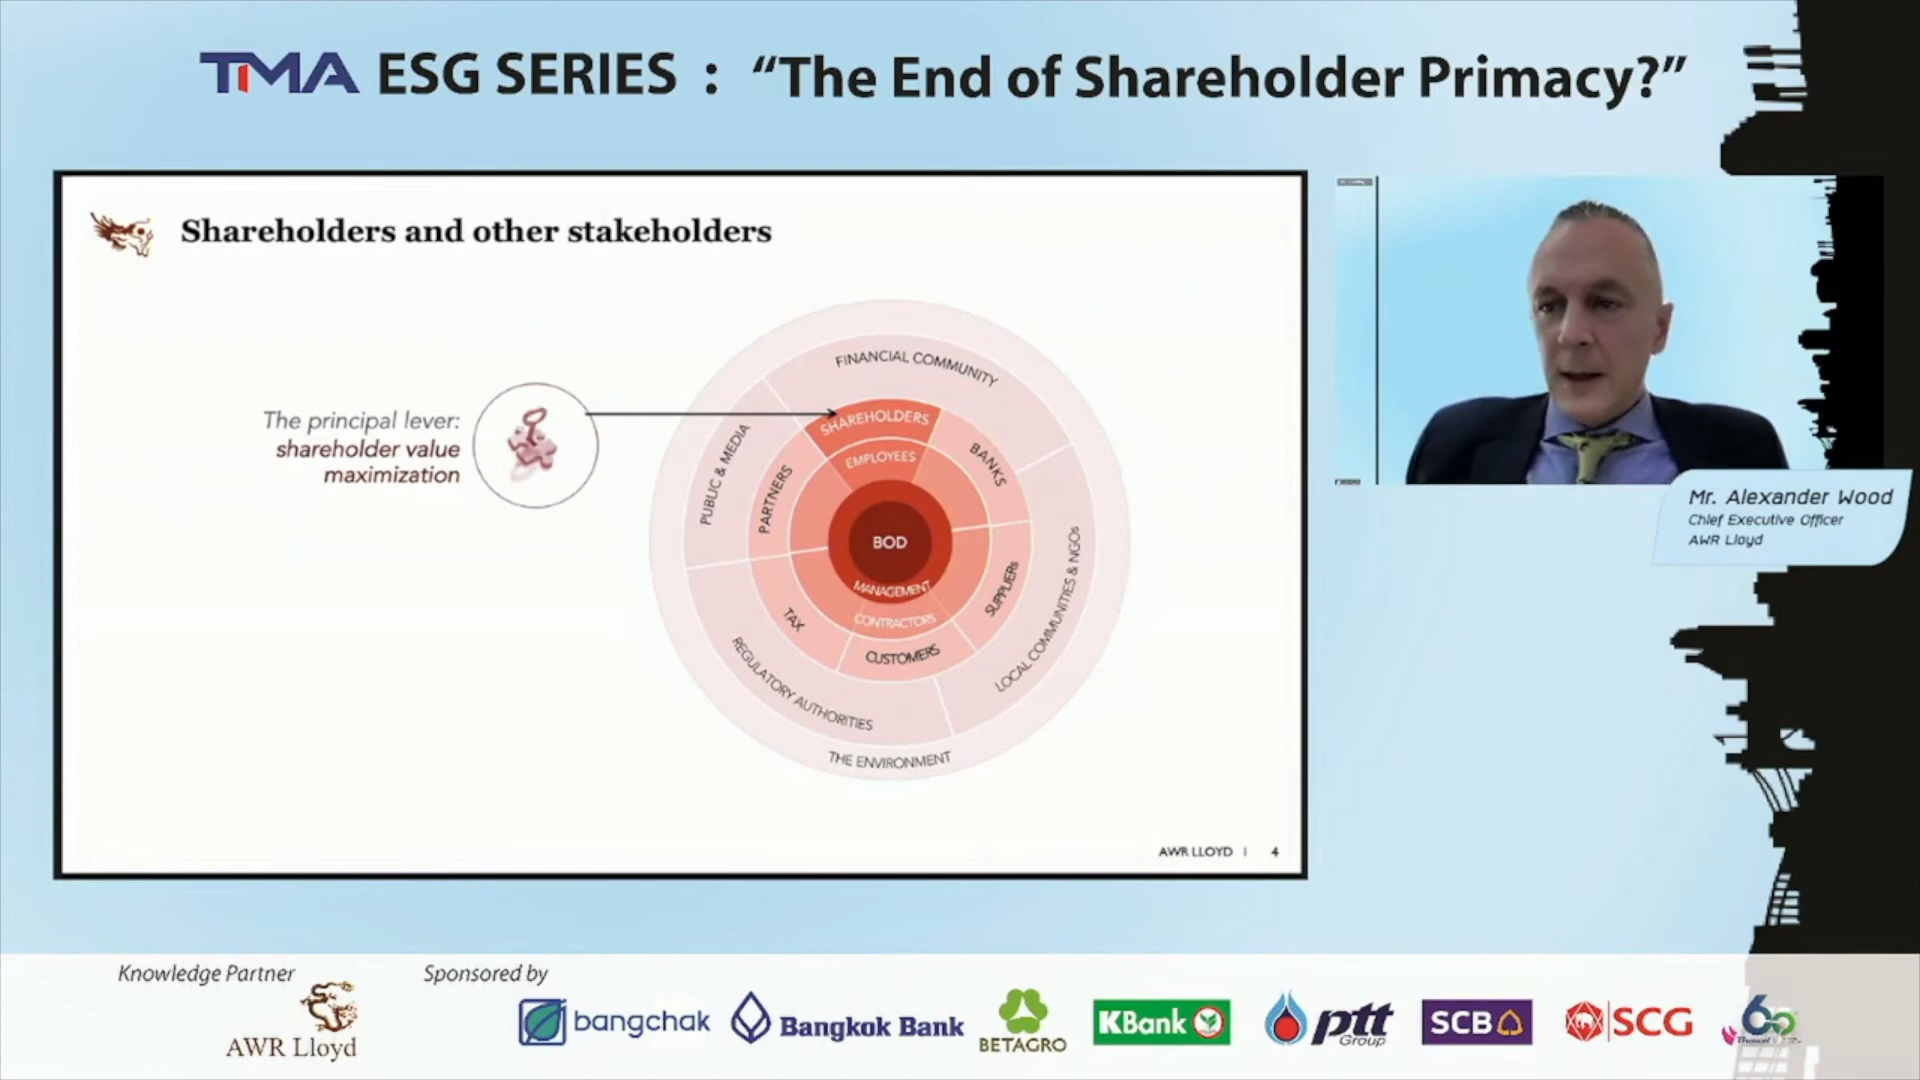 TMA ESG SERIES : “The End of Shareholder Primacy?”
Shareholders and other stakeholders
The principal lever:
shareholder value
maximization
FINANCIAL COMMUNITY
PUBLIC & MEDIA
SHAREHOLDERS
EMPLOYEES
PARTNERS
BANKS
BOD
MANAGEMENT
CONTRACTORS
SUPPLIERs
TAX
CUSTOMERS
LOCAL COMMUNITIES & NGOs
REGULATORY AUTHORITIES
THE ENVIRONMENT
AWR LLOYD | 4
Mr. Alexander Wood
Chief Executive Officer
AWR Lloyd
Knowledge Partner
AWR Lloyd
Sponsored by
bangchak
Bangkok Bank
BETAGRO
KBank
ptt
Group
SCB
SCG
60